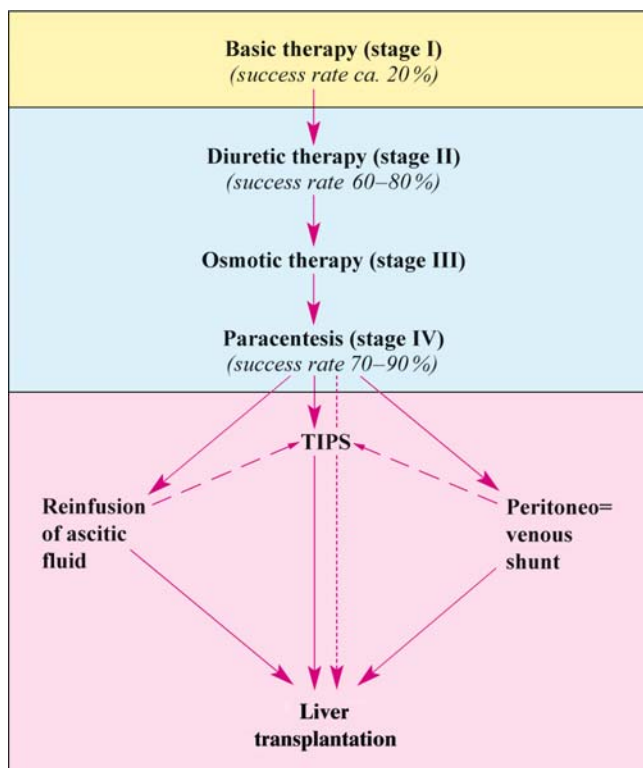 Basic therapy (stage I)
(success rate ca. 20 %)
Diuretic therapy (stage II)
(success rate 60–80 %)
Osmotic therapy (stage III)
Paracentesis (stage IV)
(success rate 70–90 %)
TIPS
Reinfusion
of ascitic
fluid
Peritoneo=
venous
shunt
Liver
transplantation